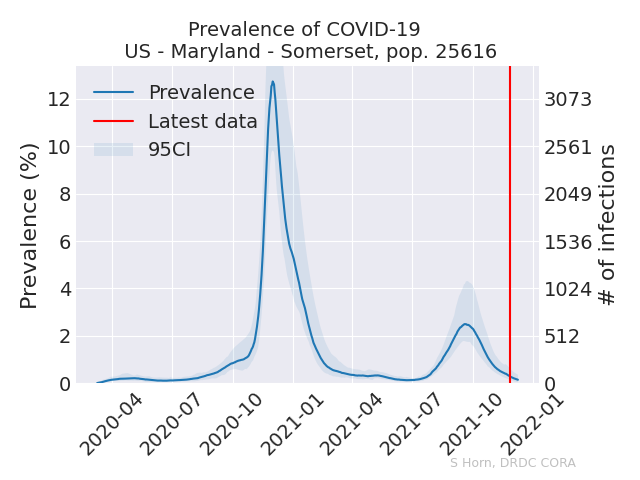 Prevalence of COVID-19
US - Maryland - Somerset, pop. 25616
Prevalence
Latest data
95CI
Prevalence (%)
12
10
8
6
4
2
0
3073
2561
2049
1536
1024
512
0
# of infections
2020-04
2020-07
2020-10
2021-01
2021-04
2021-07
2021-10
2022-01
S Horn, DRDC CORA